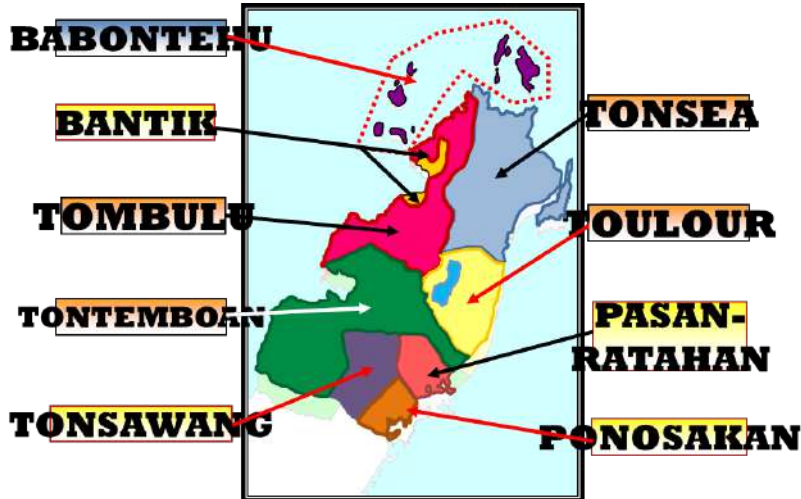 BABONTEHU
BANTIK
TOMBULU
TONTEMBOAN
TONSAWANG
TONSEA
TOULOUR
PASAN-
RATAHAN
PONOSAKAN